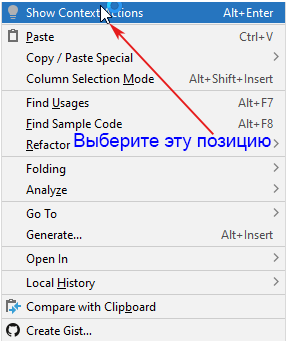 Show Context Actions Alt+Enter
Paste Ctrl+V
Copy / Paste Special
Column Selection Mode Alt+Shift+Insert
Find Usages Alt+F7
Find Sample Code Alt+F8
Выберите эту позицию
Refactor
Folding
Analyze
Go To
Generate... Alt+Insert
Open In
Local History
Compare with Clipboard
Create Gist...